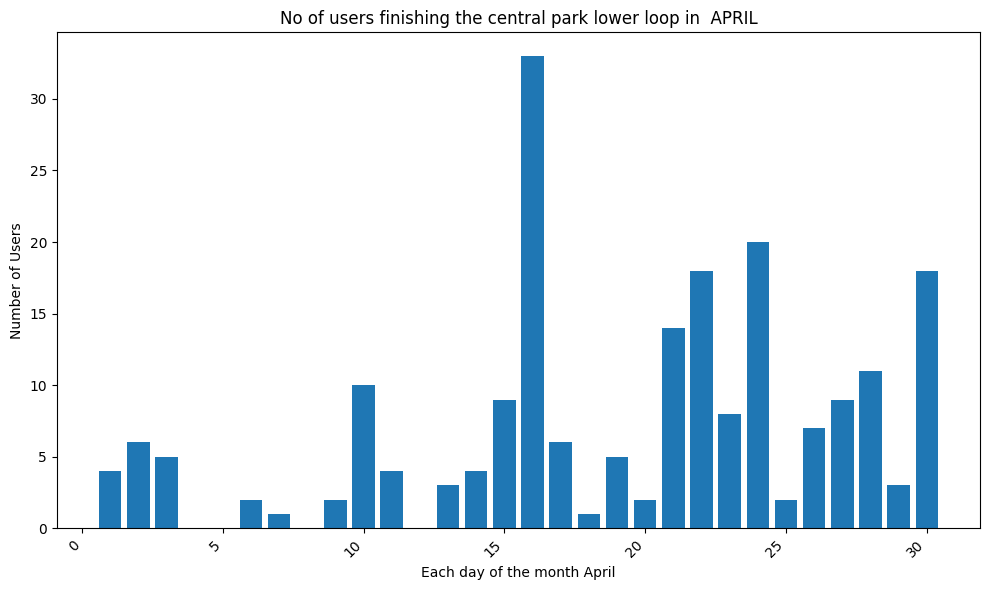 No of users finishing the central park lower loop in  APRIL
Number of Users
30
25
20
15
10
5
0
0 5 10 15 20 25 30
Each day of the month April